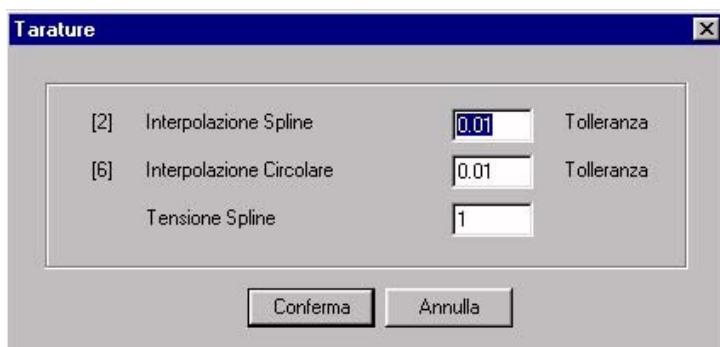 Tarature
[2] Interpolazione Spline 0.01 Tolleranza
[6] Interpolazione Circolare 0.01 Tolleranza
Tensione Spline 1
Conferma Annulla